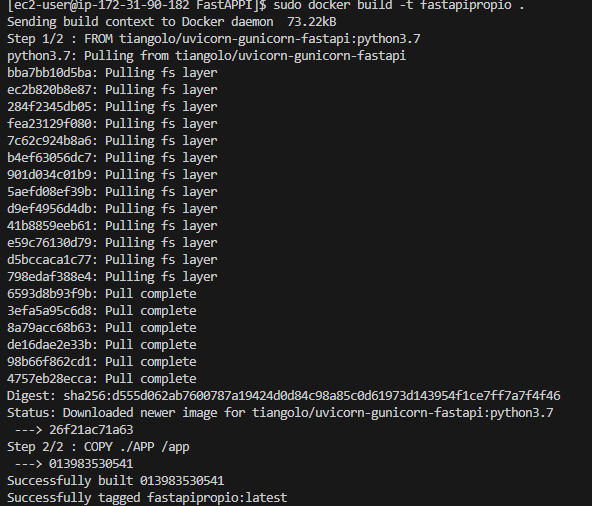 [ec2-user@ip-172-31-90-182 FastAPPI]$ sudo docker build -t fastapipropio .
Sending build context to Docker daemon  73.22kB
Step 1/2 : FROM tiangolo/uvicorn-gunicorn-fastapi:python3.7
python3.7: Pulling from tiangolo/uvicorn-gunicorn-fastapi
bba7bb10d5ba: Pulling fs layer
ec2b820b8e87: Pulling fs layer
284f2345db05: Pulling fs layer
fea23129f080: Pulling fs layer
7c62c924b8a6: Pulling fs layer
b4ef63056dc7: Pulling fs layer
901d034c01b9: Pulling fs layer
5aefd08ef39b: Pulling fs layer
d9ef4956d4db: Pulling fs layer
41b8859eeb61: Pulling fs layer
e59c76130d79: Pulling fs layer
d5bccaca1c77: Pulling fs layer
798edaf388e4: Pulling fs layer
6593d8b93f9b: Pull complete
3efa5a95c6d8: Pull complete
8a79acc68b63: Pull complete
de16dae2e33b: Pull complete
98b66f862cd1: Pull complete
4757eb28ecca: Pull complete
Digest: sha256:d555d062ab7600787a19424d0d84c98a85c0d61973d143954f1ce7ff7a7f4f46
Status: Downloaded newer image for tiangolo/uvicorn-gunicorn-fastapi:python3.7
 ---> 26f21ac71a63
Step 2/2 : COPY ./APP /app
 ---> 013983530541
Successfully built 013983530541
Successfully tagged fastapipropio:latest